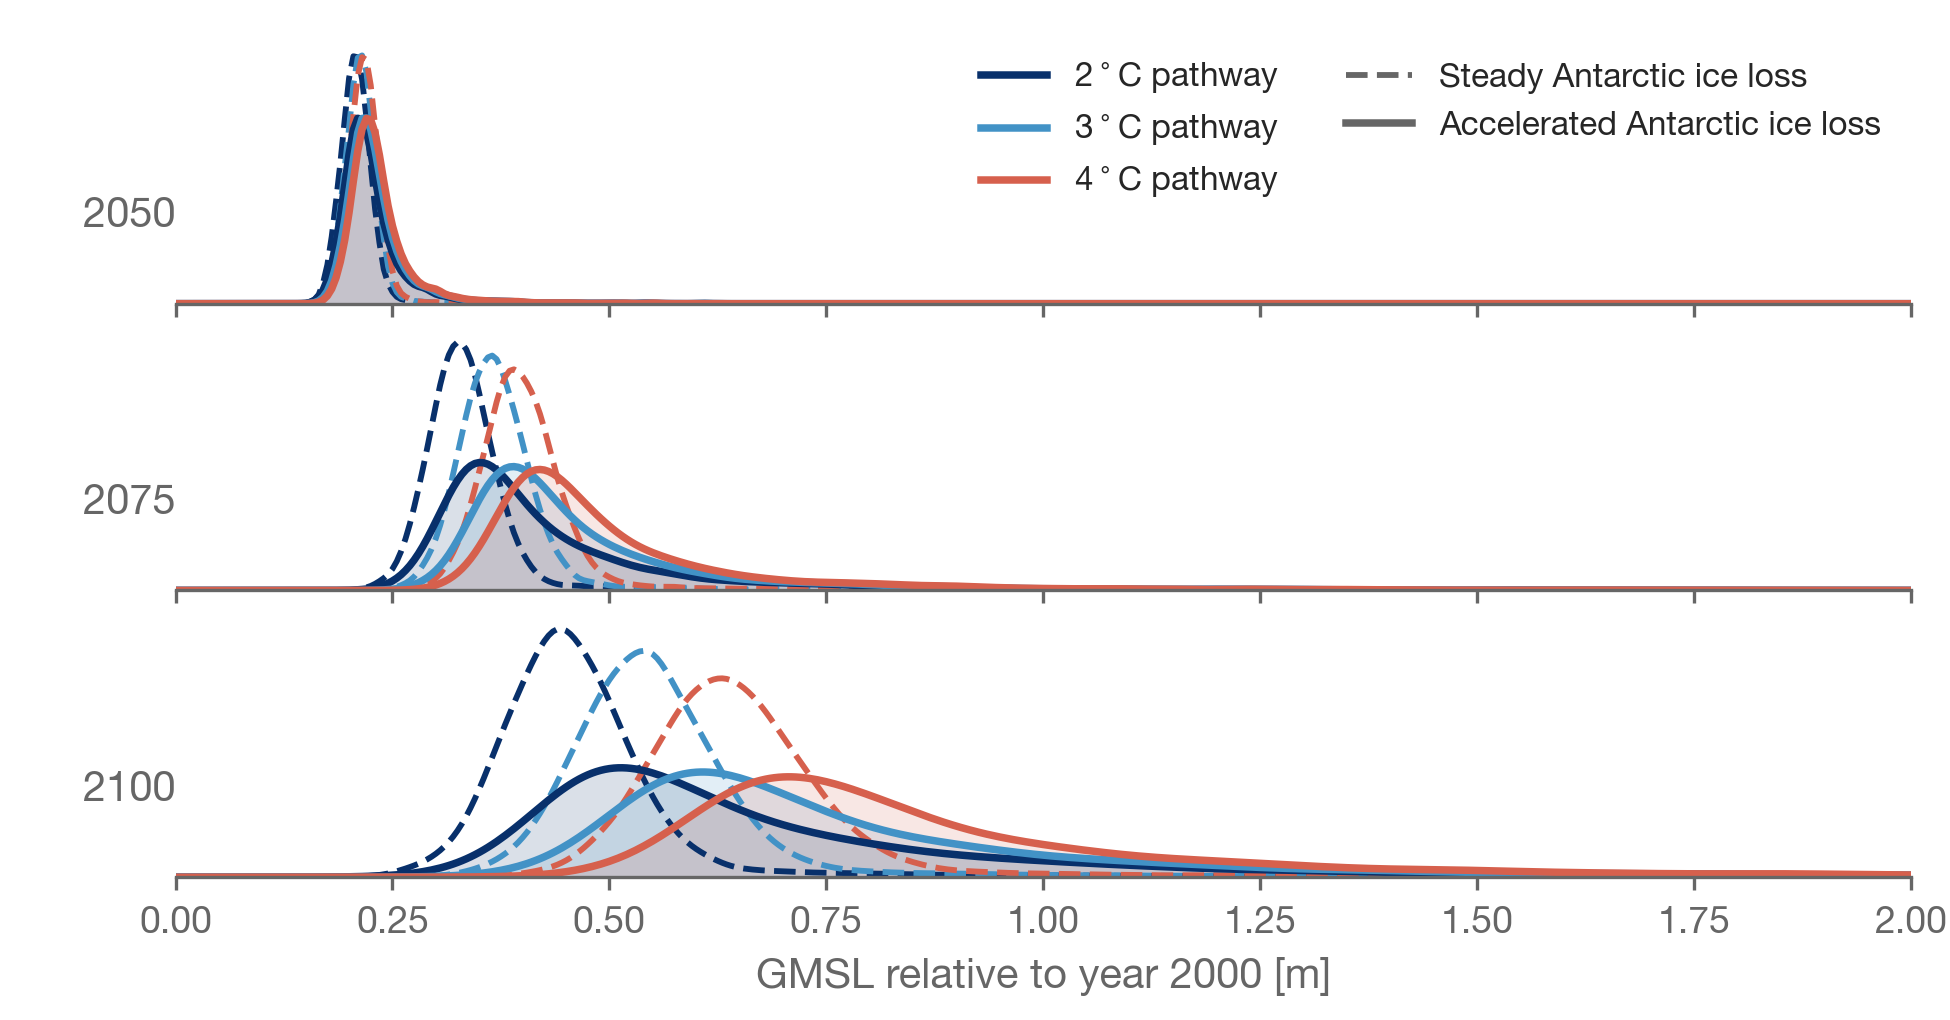 2°C pathway
3°C pathway
4°C pathway
Steady Antarctic ice loss
Accelerated Antarctic ice loss
2050
2075
2100
0.00 0.25 0.50 0.75 1.00 1.25 1.50 1.75 2.00
GMSL relative to year 2000 [m]